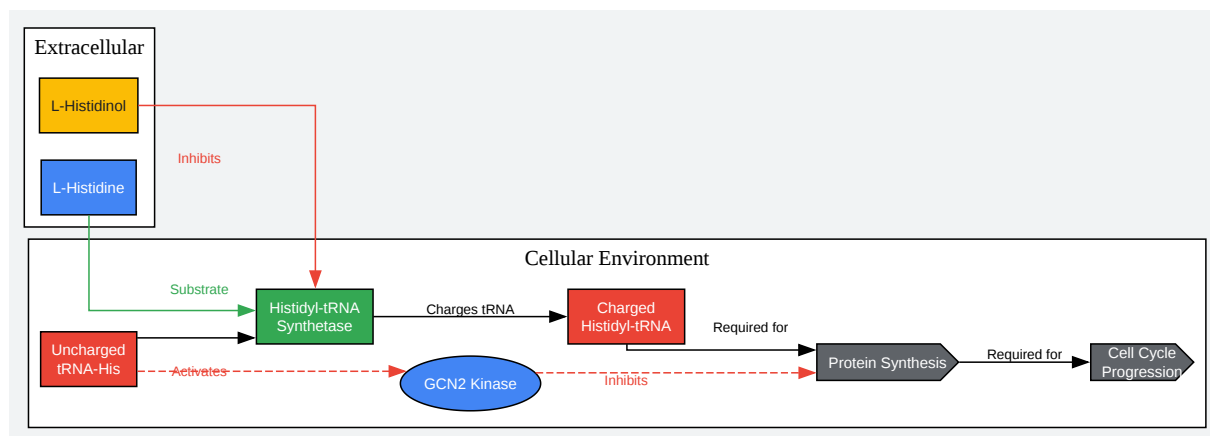 Extracellular
L-Histidinol
Inhibits
L-Histidine
Cellular Environment
Substrate
Histidyl-tRNA
Synthetase
Charges tRNA
Charged
Histidyl-tRNA
Required for
Uncharged
tRNA-His
Activates
GCN2 Kinase
Inhibits
Protein Synthesis
Required for
Cell Cycle
Progression